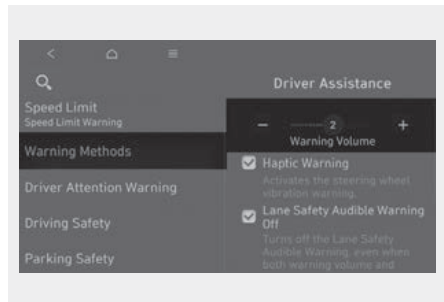 Driver Assistance
Speed Limit
Speed Limit Warning
Warning Methods
Driver Attention Warning
Driving Safety
Parking Safety
− 2 +
Warning Volume
Haptic Warning
Activates the steering wheel
vibration warning.
Lane Safety Audible Warning
Off
Turns off the Lane Safety
Audible Warning, even when
both warning volume and